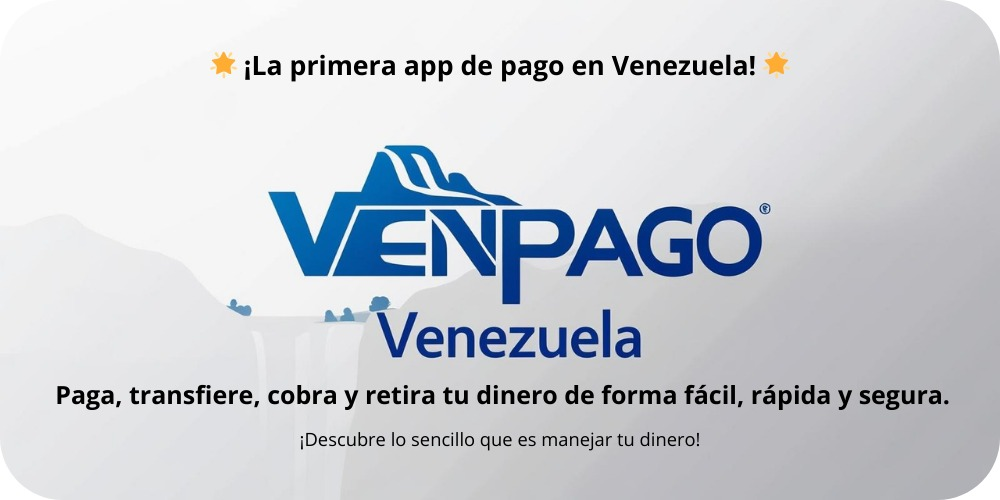 🌟 ¡La primera app de pago en Venezuela! 🌟
VENPAGO®
Venezuela
Paga, transfiere, cobra y retira tu dinero de forma fácil, rápida y segura.
¡Descubre lo sencillo que es manejar tu dinero!